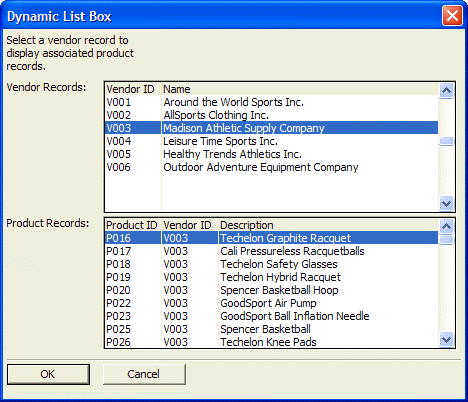 Dynamic List Box
Select a vendor record to
display associated product
records.
Vendor Records:
Vendor ID Name
V001 Around the World Sports Inc.
V002 AllSports Clothing Inc.
V003 Madison Athletic Supply Company
V004 Leisure Time Sports Inc.
V005 Healthy Trends Athletics Inc.
V006 Outdoor Adventure Equipment Company
Product Records:
Product ID Vendor ID Description
P016 V003 Techelon Graphite Racquet
P017 V003 Cali Pressureless Racquetballs
P018 V003 Techelon Safety Glasses
P019 V003 Techelon Hybrid Racquet
P020 V003 Spencer Basketball Hoop
P022 V003 GoodSport Air Pump
P023 V003 GoodSport Ball Inflation Needle
P025 V003 Spencer Basketball
P026 V003 Techelon Knee Pads
OK Cancel